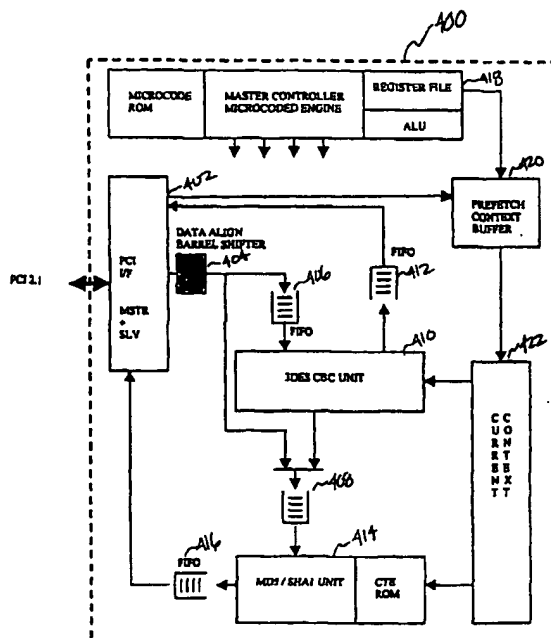 400
MICROCODE
ROM
MASTER CONTROLLER
MICROCODED ENGINE
REGISTER FILE
ALU
418
402
420
PREFETCH
CONTEXT
BUFFER
DATA ALIGN
BARREL SHIFTER
404
FIFO
412
PCI 2.1
PCI
I/F
MSTR
+
SLV
406
FIFO
410
422
3DES CBC UNIT
CURRENT
CONTEXT
408
416
FIFO
414
MD5 / SHA1 UNIT
CTE
ROM